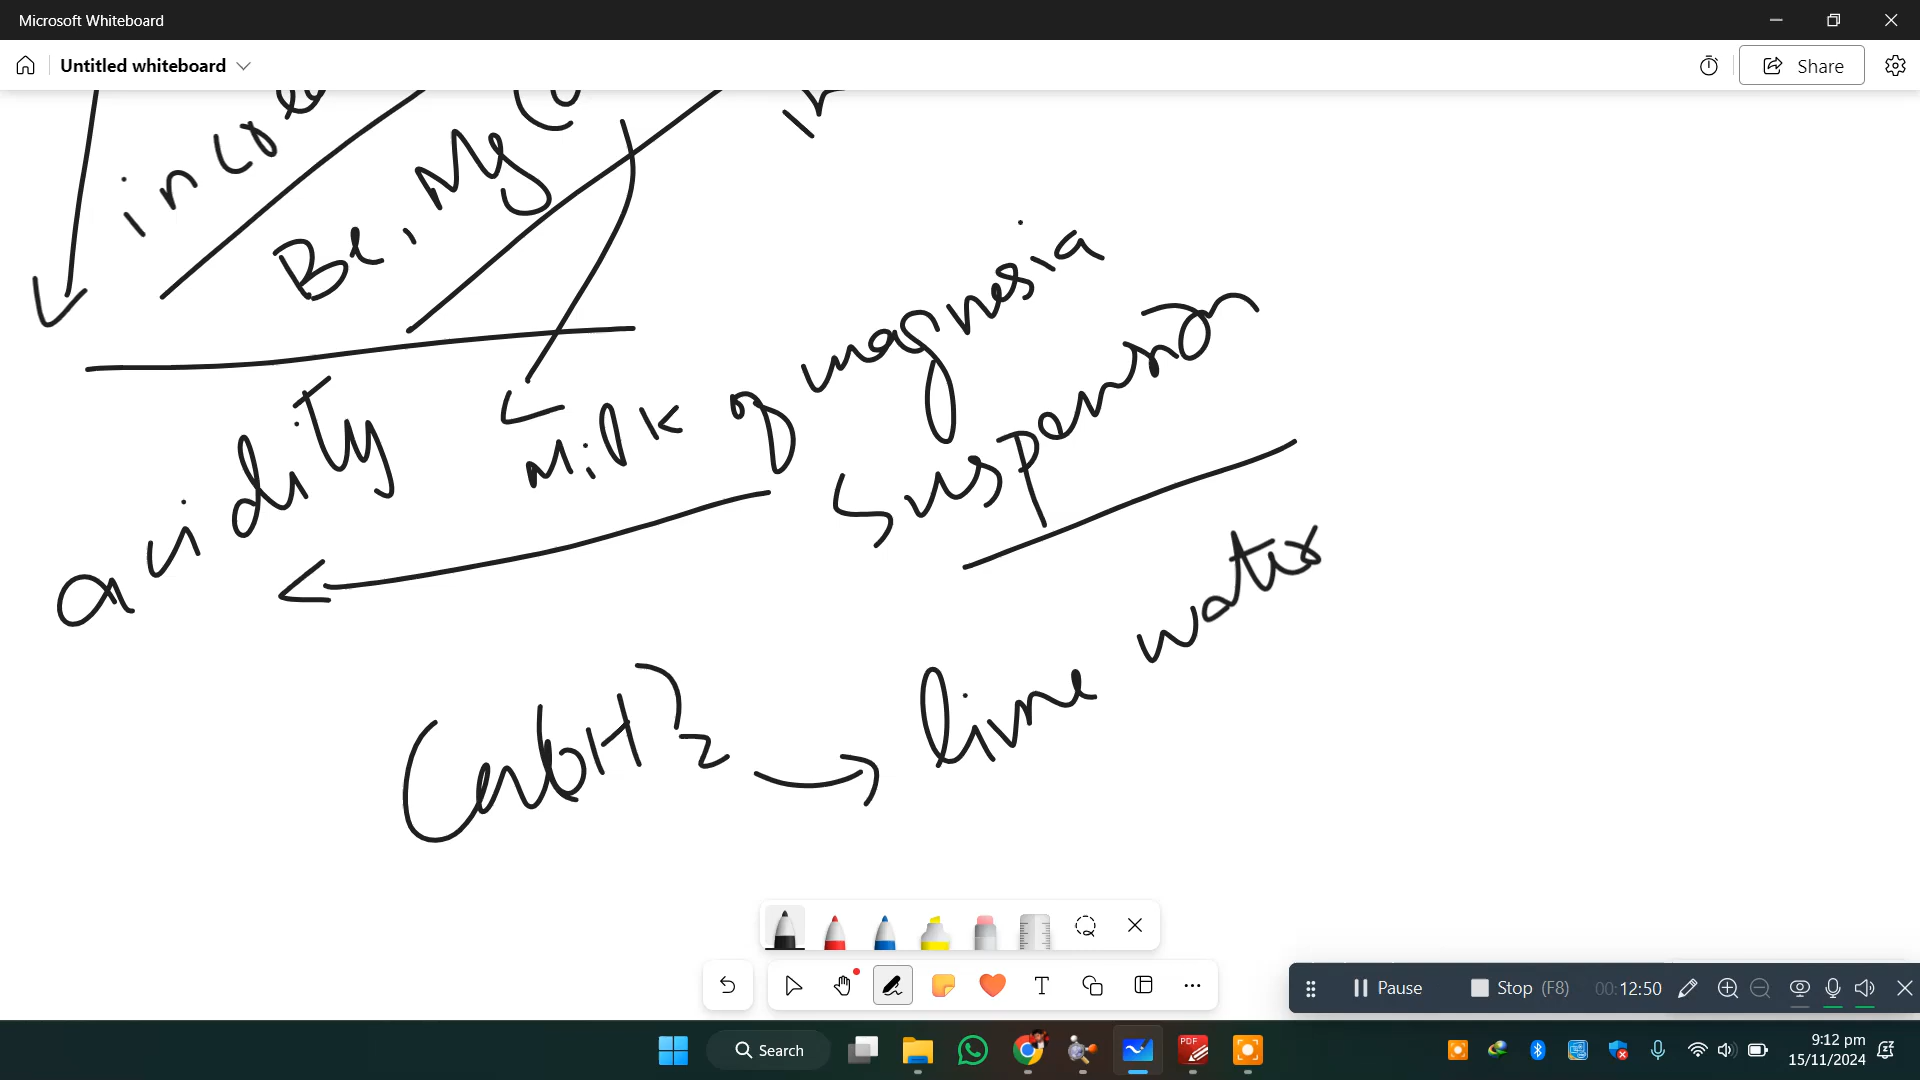 Microsoft Whiteboard
Untitled whiteboard
Share
Be, Mg
Milk of magnesia
Suspension
acidity
lime water
Ca(OH)2
Pause
Stop (F8)
00:12:50
Search
PDF
9:12 pm
15/11/2024